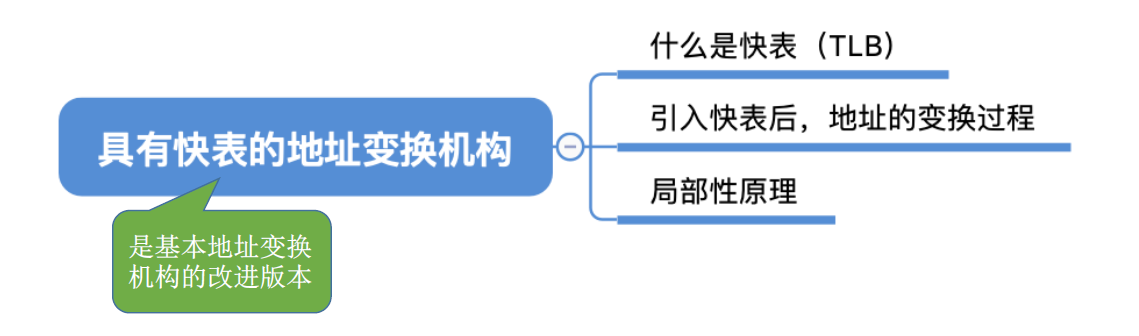 什么是快表（TLB）
引入快表后，地址的变换过程
具有快表的地址变换机构
局部性原理
是基本地址变换
机构的改进版本